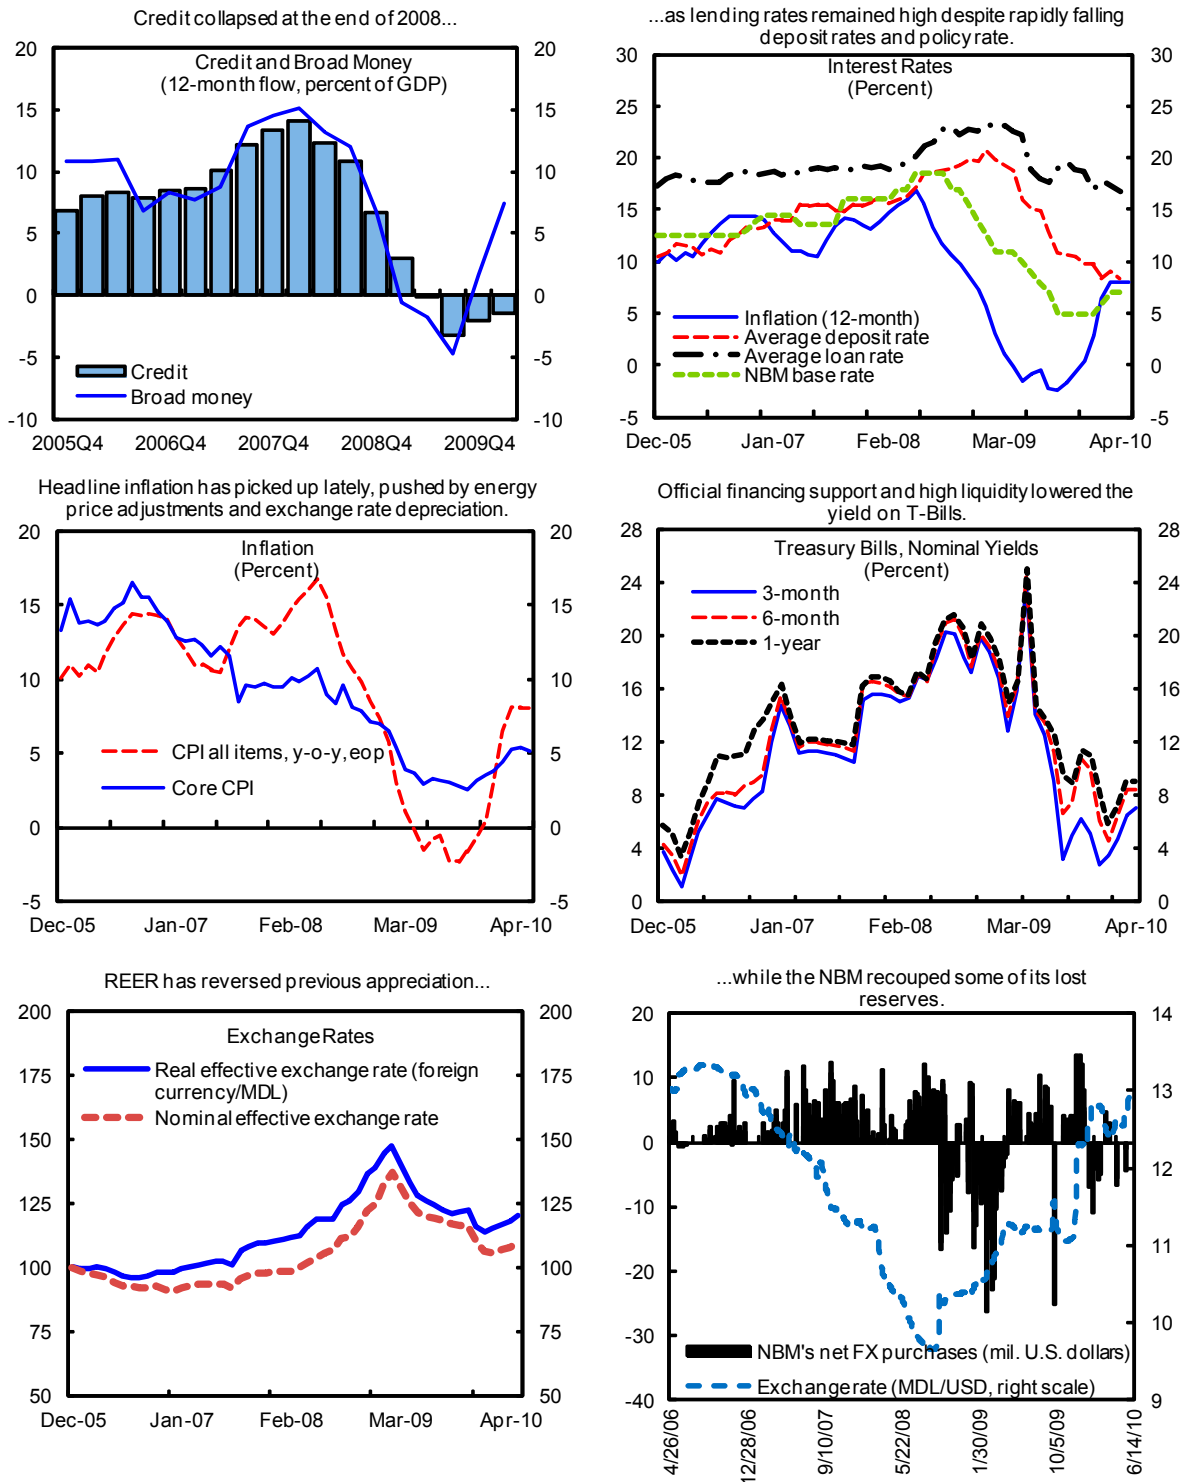 Credit collapsed at the end of 2008...
20
15
10
5
0
-5
-10
20
15
10
5
0
-5
-10
Credit and Broad Money
(12-month flow, percent of GDP)
Credit
Broad money
2005Q4 2006Q4 2007Q4 2008Q4 2009Q4
...as lending rates remained high despite rapidly falling
deposit rates and policy rate.
30
25
20
15
10
5
0
-5
30
25
20
15
10
5
0
-5
Interest Rates
(Percent)
Inflation (12-month)
Average deposit rate
Average loan rate
NBM base rate
Dec-05 Jan-07 Feb-08 Mar-09 Apr-10
Headline inflation has picked up lately, pushed by energy
price adjustments and exchange rate depreciation.
20
15
10
5
0
-5
20
15
10
5
0
-5
Inflation
(Percent)
CPI all items, y-o-y, eop
Core CPI
Dec-05 Jan-07 Feb-08 Mar-09 Apr-10
Official financing support and high liquidity lowered the
yield on T-Bills.
28
24
20
16
12
8
4
0
28
24
20
16
12
8
4
0
Treasury Bills, Nominal Yields
(Percent)
3-month
6-month
1-year
Dec-05 Jan-07 Feb-08 Mar-09 Apr-10
REER has reversed previous appreciation...
200
175
150
125
100
75
50
200
175
150
125
100
75
50
Exchange Rates
Real effective exchange rate (foreign
currency/MDL)
Nominal effective exchange rate
Dec-05 Jan-07 Feb-08 Mar-09 Apr-10
...while the NBM recouped some of its lost
reserves.
20
10
0
-10
-20
-30
-40
14
13
12
11
10
9
NBM's net FX purchases (mil. U.S. dollars)
Exchange rate (MDL/USD, right scale)
4/26/06
12/28/06
9/10/07
5/22/08
1/30/09
10/5/09
6/14/10